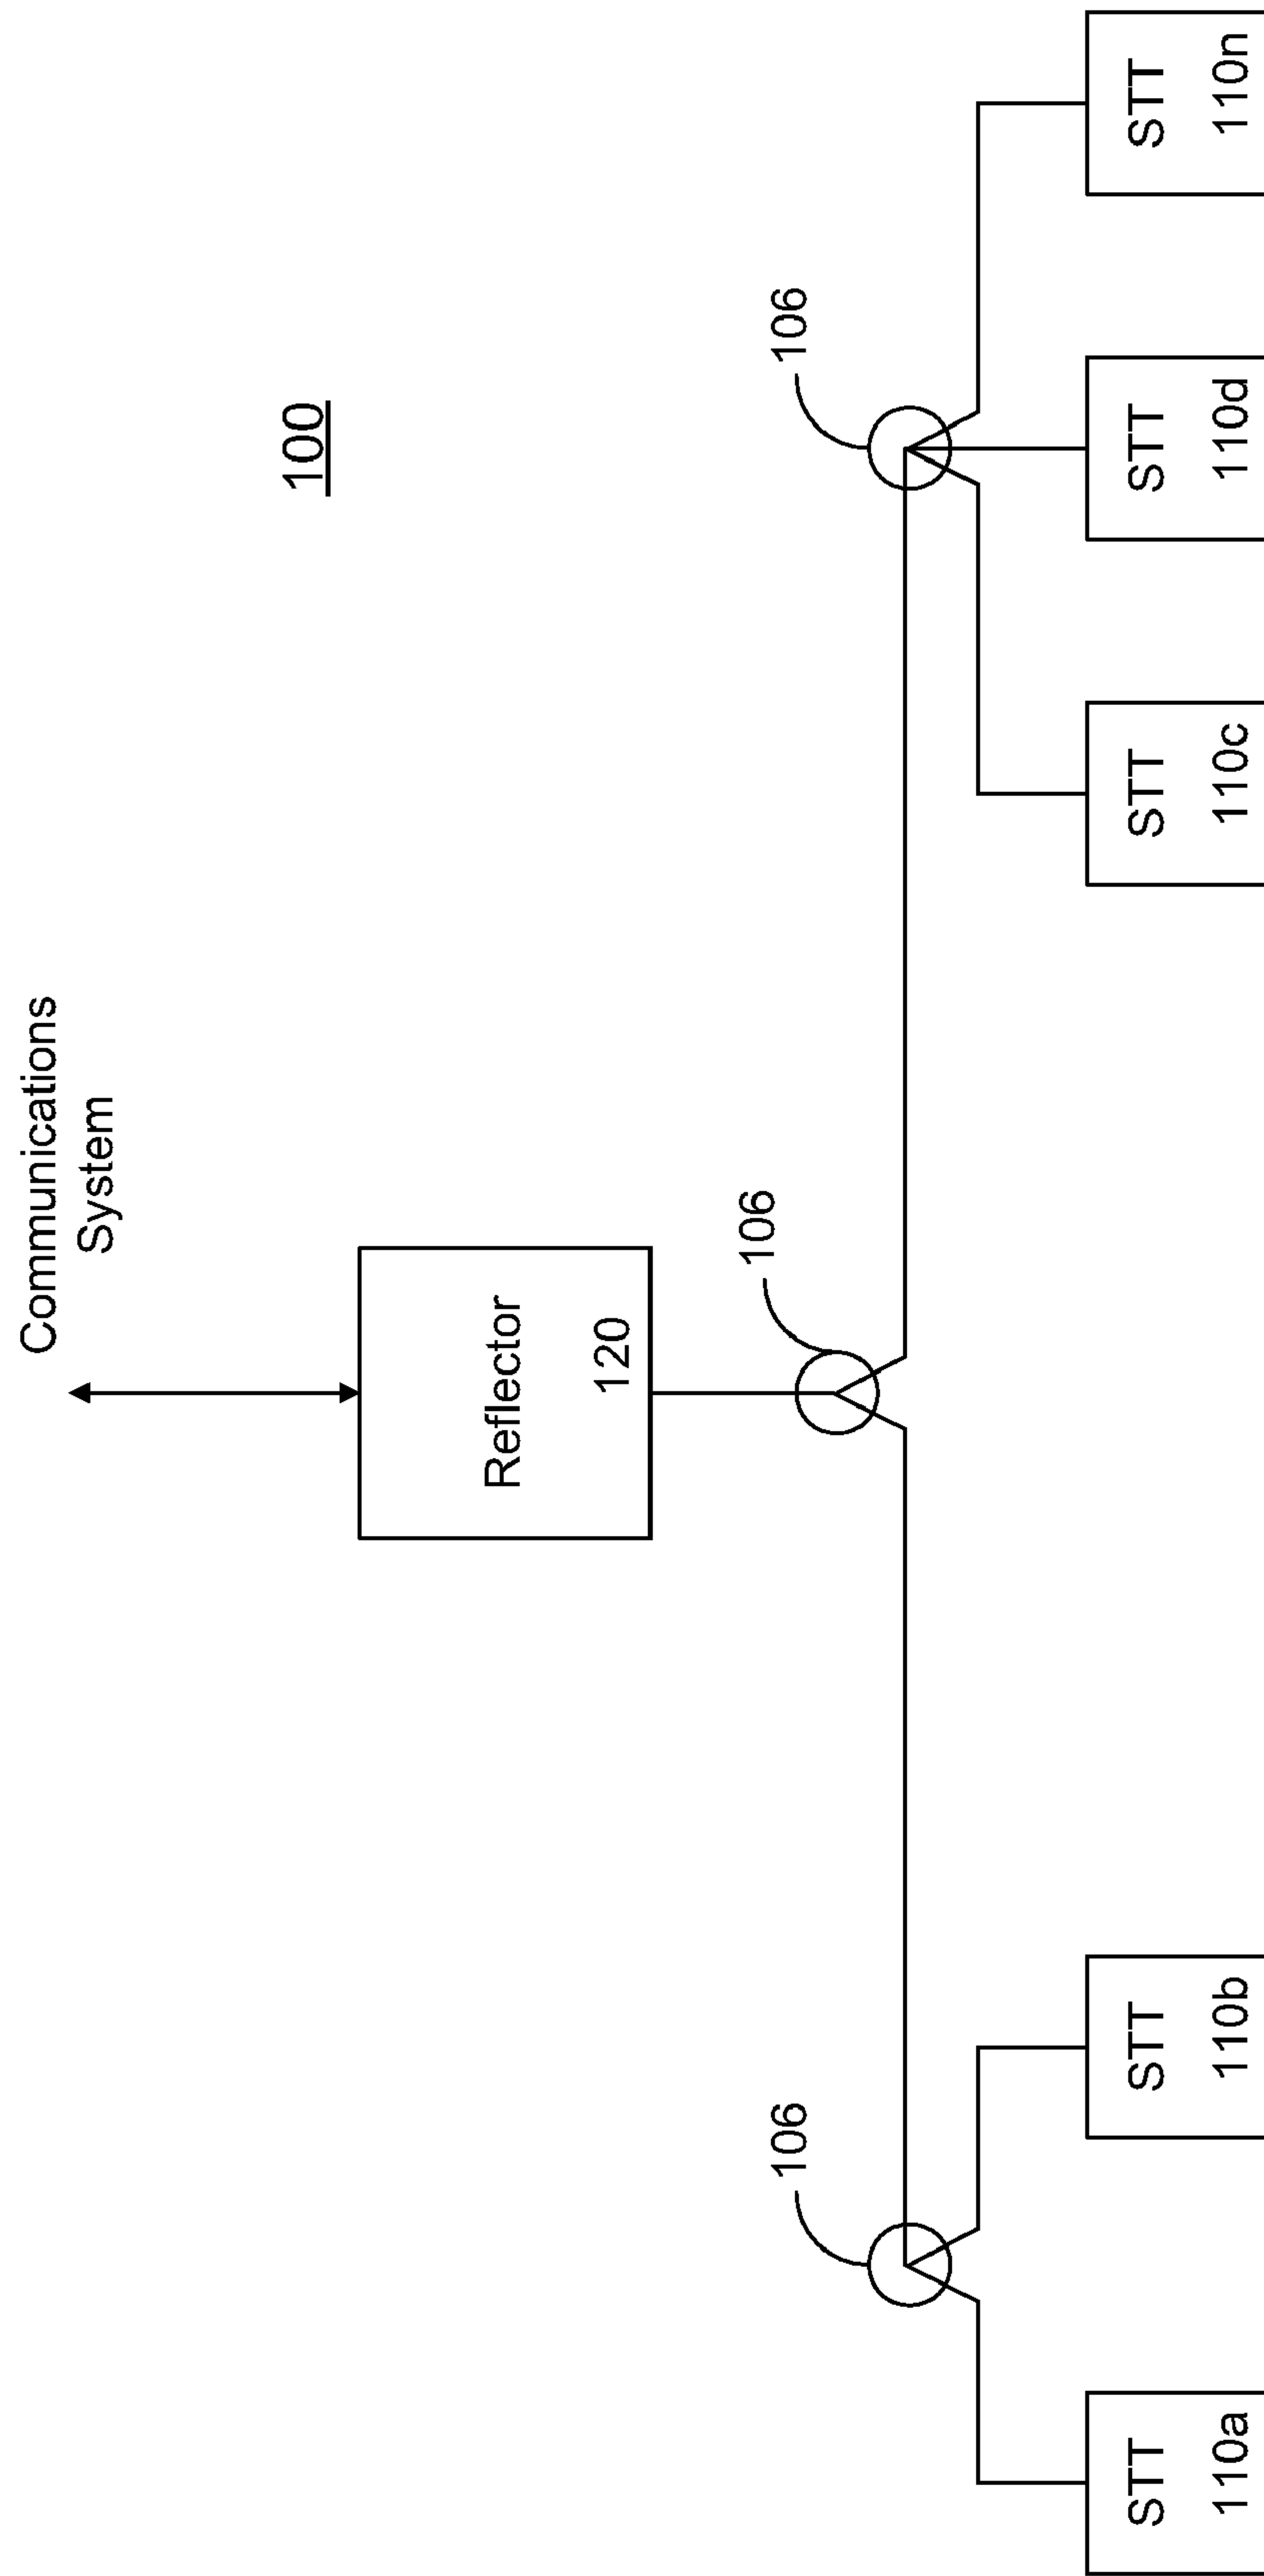 Communications
System
100
Reflector
120
106
106
106
STT
110a
STT
110b
STT
110c
STT
110d
STT
110n